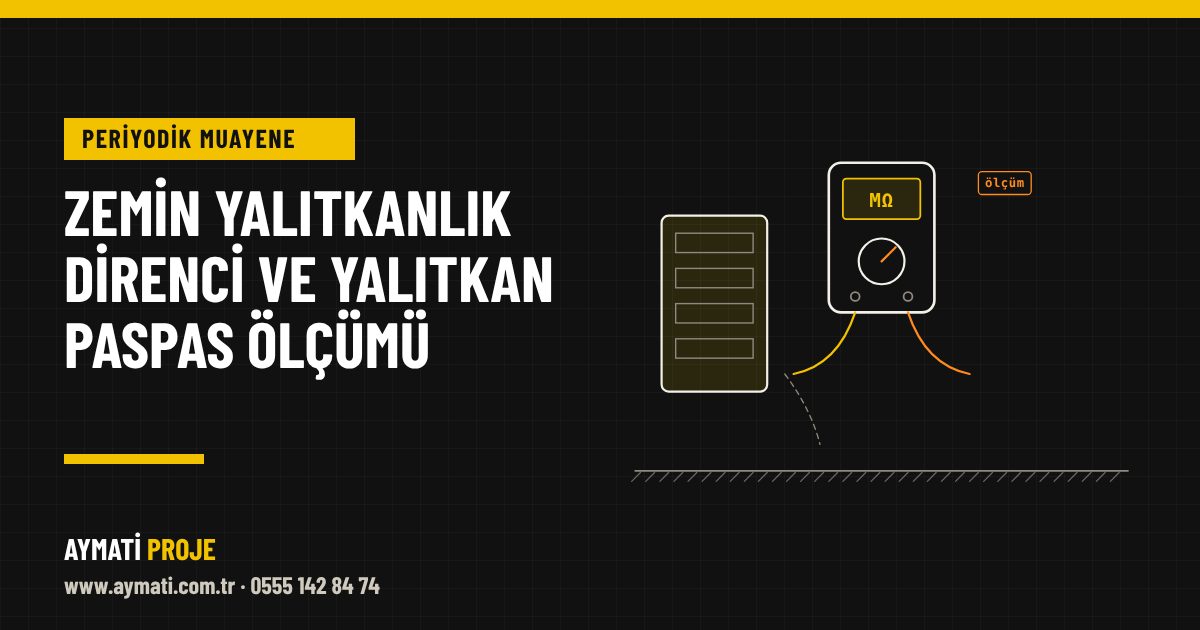 PERİYODİK MUAYENE
ZEMİN YALITKANLIK
DİRENCİ VE YALITKAN
PASPAS ÖLÇÜMÜ
MΩ
ölçüm
AYMATİ PROJE
www.aymati.com.tr · 0555 142 84 74